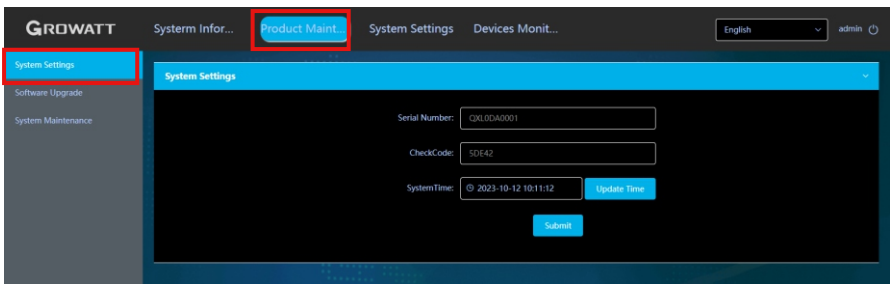 GROWATT
Systerm Infor...
Product Maint...
System Settings
Devices Monit...
English
admin
System Settings
Software Upgrade
System Maintenance
System Settings
Serial Number: QXL0DA0001
CheckCode: 5DE42
SystemTime: 2023-10-12 10:11:12 Update Time
Submit